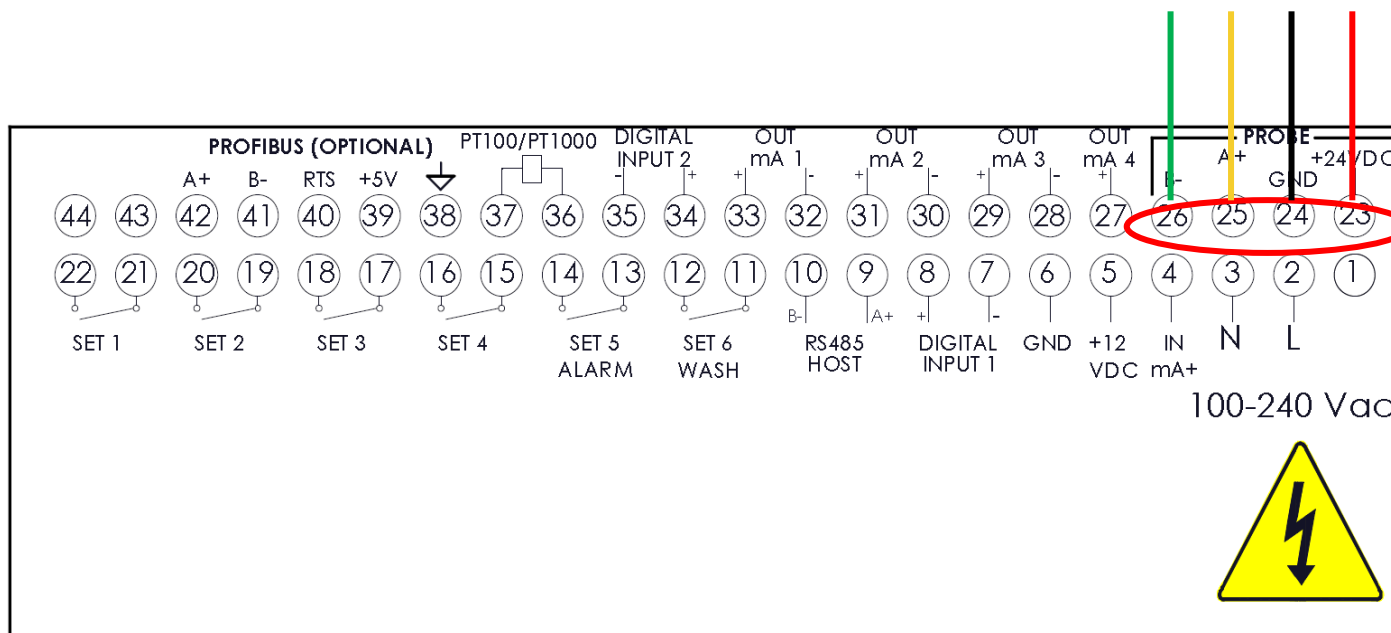 PROFIBUS (OPTIONAL) PT100/PT1000 DIGITAL INPUT 2 OUT mA 1 OUT mA 2 OUT mA 3 OUT mA 4 PROBE
A+ B- RTS +5V - + + - + - + - + B- A+ GND +24VDC
44 43 42 41 40 39 38 37 36 35 34 33 32 31 30 29 28 27 26 25 24 23
22 21 20 19 18 17 16 15 14 13 12 11 10 9 8 7 6 5 4 3 2 1
B- A+ + -
SET 1 SET 2 SET 3 SET 4 SET 5 SET 6 RS485 DIGITAL GND +12 IN N L
ALARM WASH HOST INPUT 1 VDC mA+
100-240 Vac